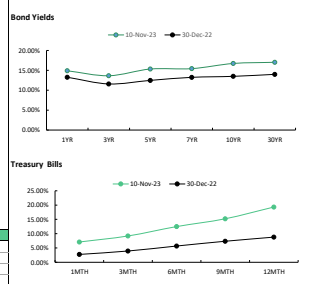 Bond Yields
10-Nov-23 30-Dec-22
20.00%
15.00%
10.00%
5.00%
0.00%
1YR 3YR 5YR 7YR 10YR 30YR
Treasury Bills
10-Nov-23 30-Dec-22
25.00%
20.00%
15.00%
10.00%
5.00%
0.00%
1MTH 3MTH 6MTH 9MTH 12MTH